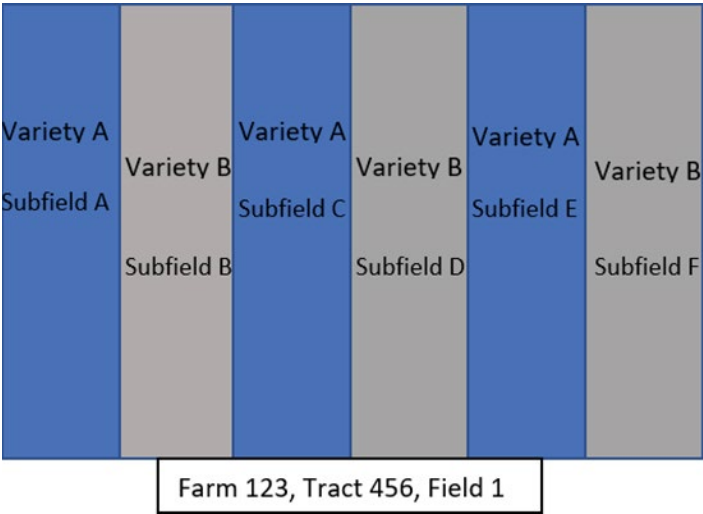 Variety A
Subfield A
Variety B
Subfield B
Variety A
Subfield C
Variety B
Subfield D
Variety A
Subfield E
Variety B
Subfield F
Farm 123, Tract 456, Field 1